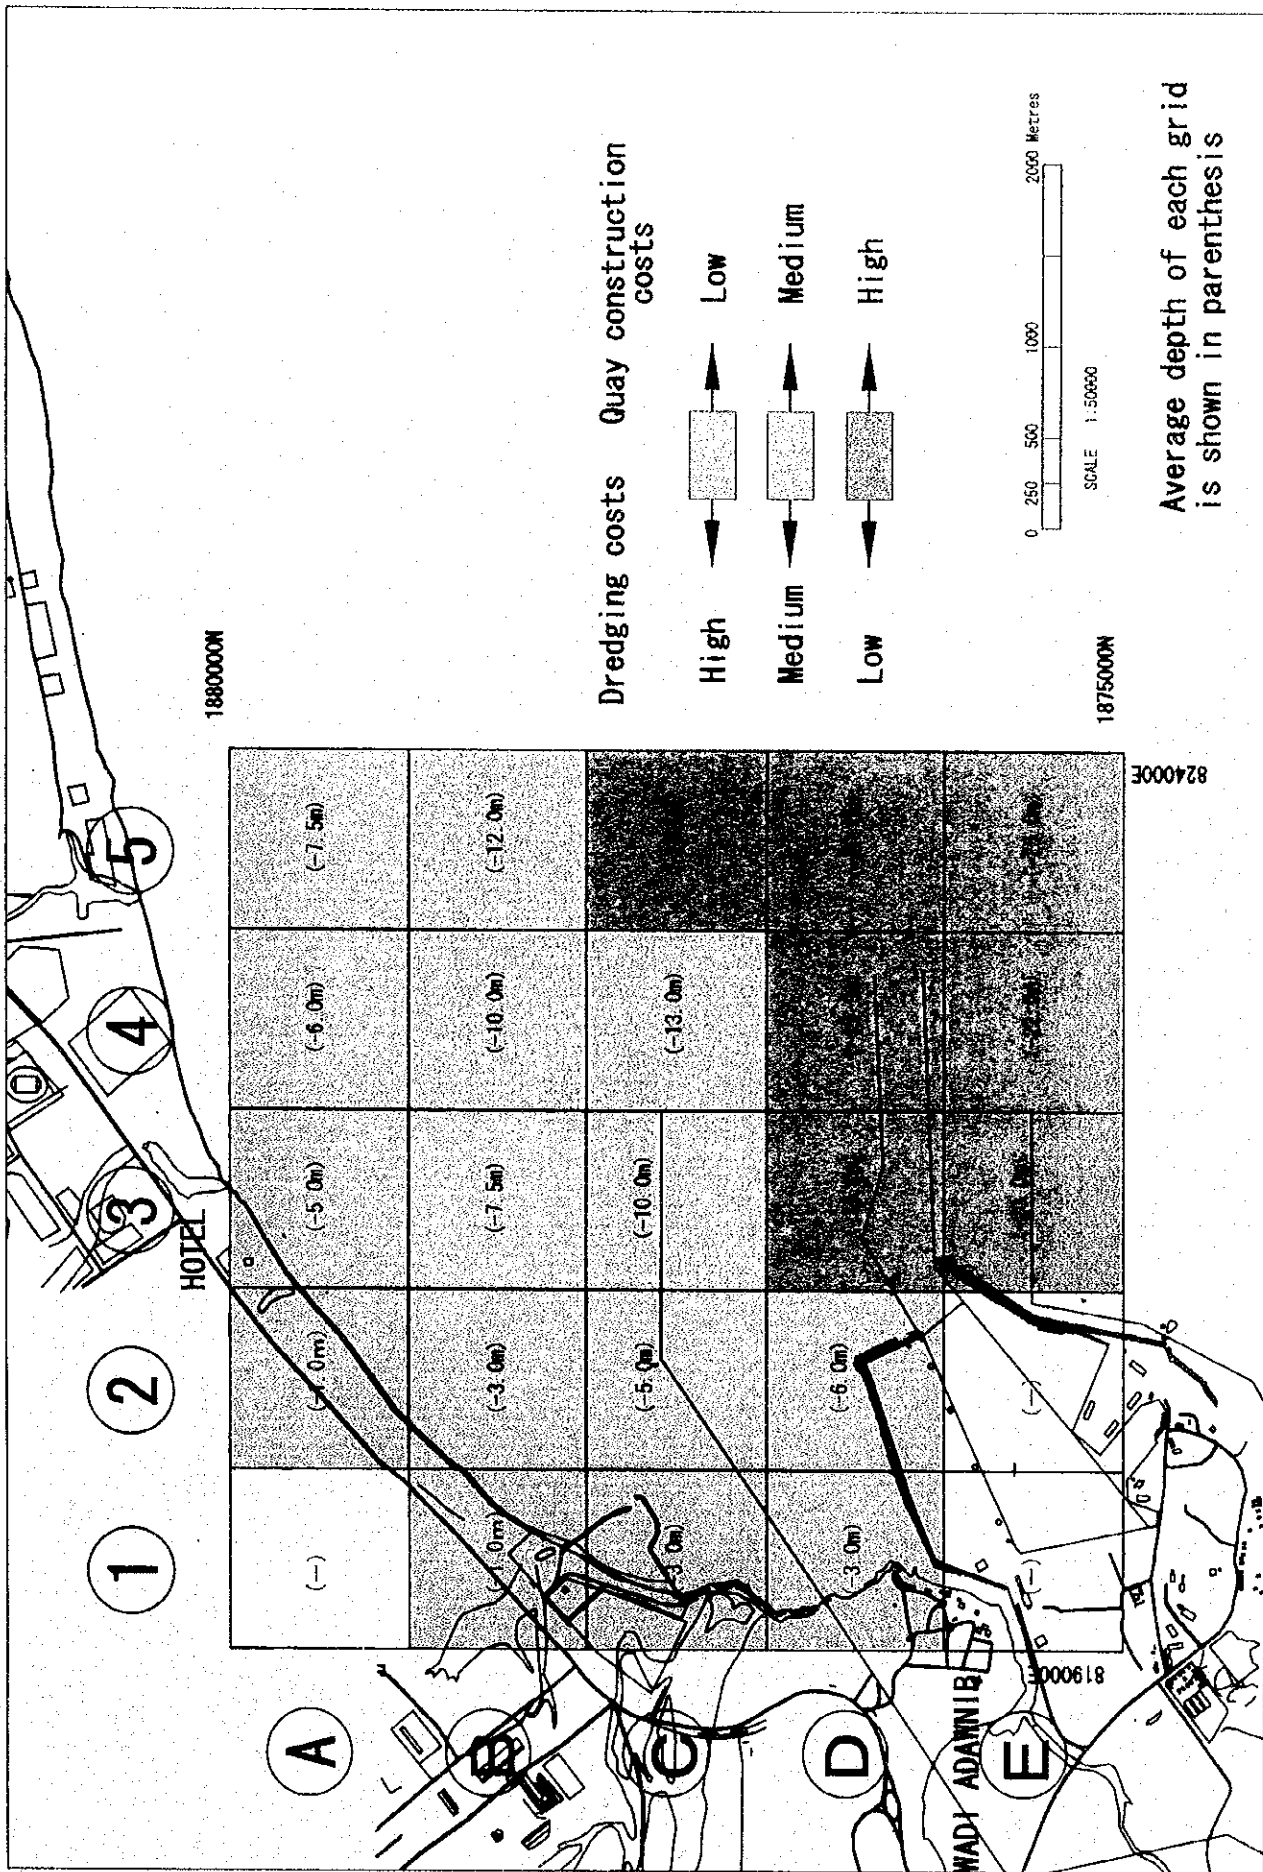 1
2
3
4
5
A
B
C
D
E
HOTEL
WADI ADAWNIB
1880000N
1875000N
819000E
824000E
(—)
(-5.0m)
(-6.0m)
(-7.5m)
(-3.0m)
(-7.5m)
(-10.0m)
(-12.0m)
(-5.0m)
(-10.0m)
(-13.0m)
(-3.0m)
(-6.0m)
(—)
(—)
Dredging costs Quay construction
costs
High Low
Medium Medium
Low High
0 250 500 1000 2000 Metres
SCALE 1:50000
Average depth of each grid
is shown in parenthesis